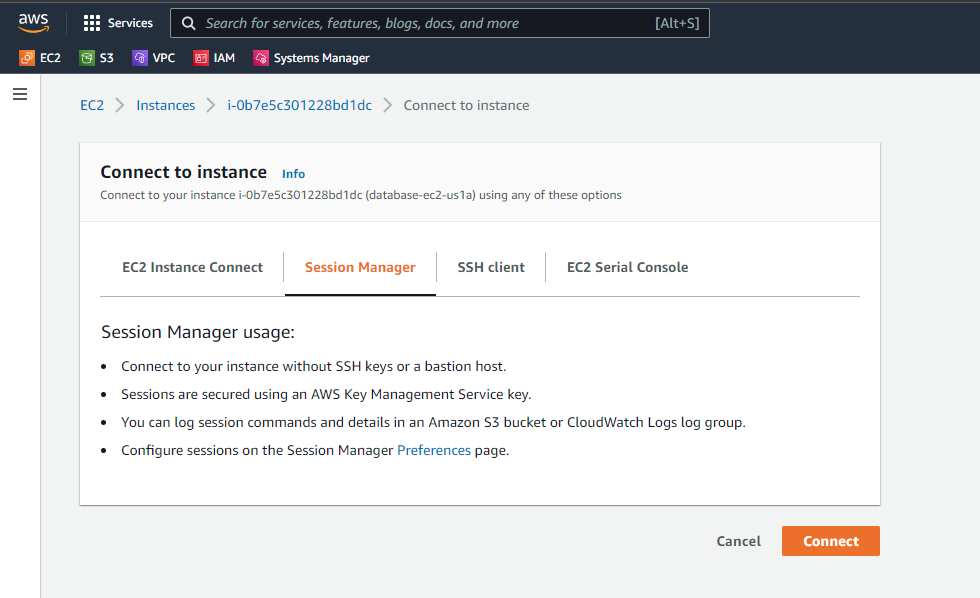 aws Services Search for services, features, blogs, docs, and more [Alt+S]
EC2 S3 VPC IAM Systems Manager
EC2 Instances i-0b7e5c301228bd1dc Connect to instance
Connect to instance Info
Connect to your instance i-0b7e5c301228bd1dc (database-ec2-us1a) using any of these options
EC2 Instance Connect Session Manager SSH client EC2 Serial Console
Session Manager usage:
• Connect to your instance without SSH keys or a bastion host.
• Sessions are secured using an AWS Key Management Service key.
• You can log session commands and details in an Amazon S3 bucket or CloudWatch Logs log group.
• Configure sessions on the Session Manager Preferences page.
Cancel Connect